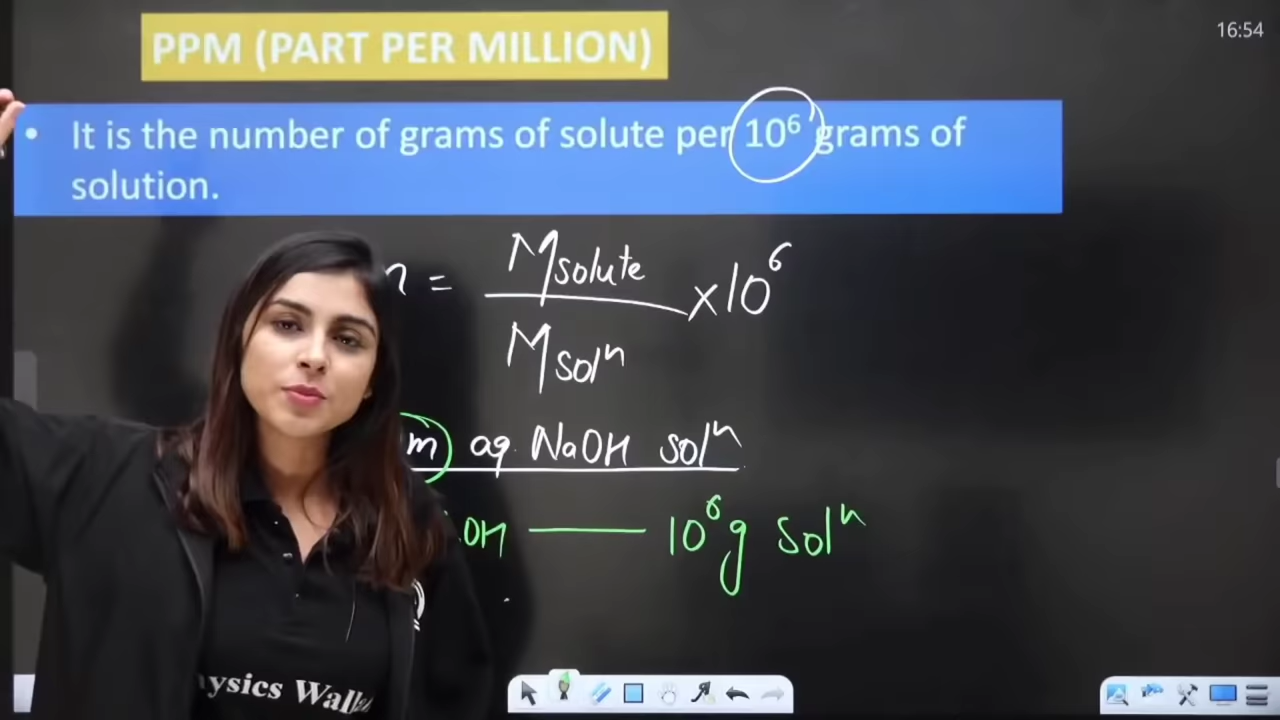 16:54
PPM (PART PER MILLION)
• It is the number of grams of solute per 10⁶ grams of
solution.
n = Msolute / Msolⁿ ×10⁶
m) aq. NaOH solⁿ
OH — 10⁶g solⁿ
ysics Wall